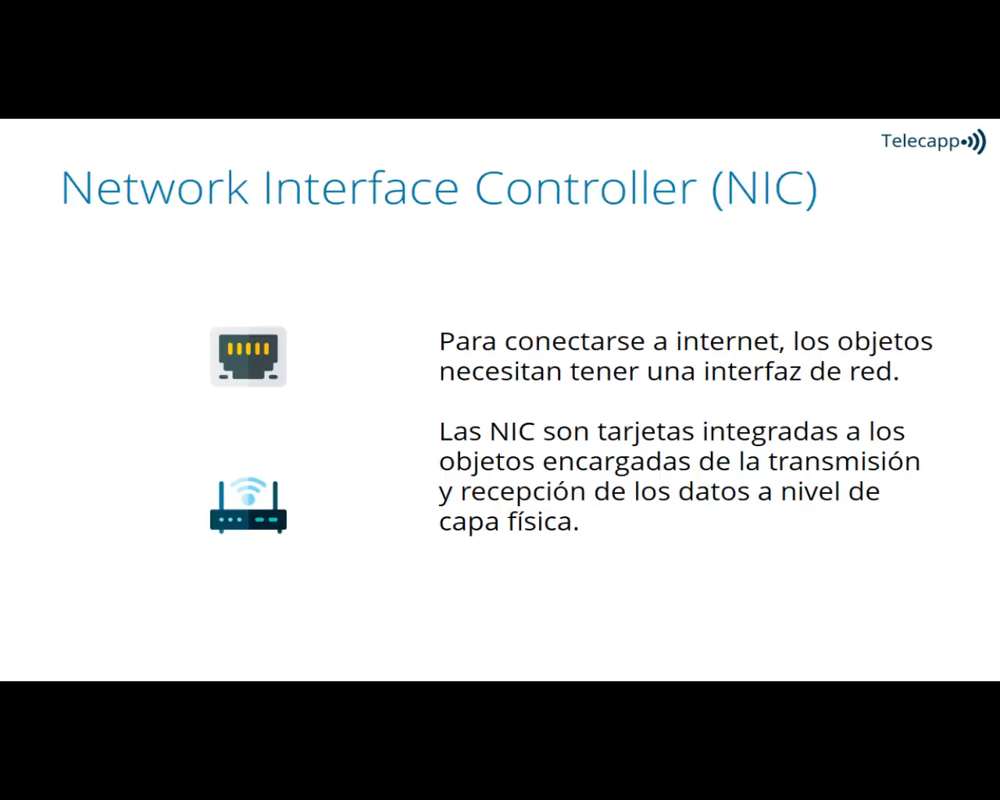 Telecapp
Network Interface Controller (NIC)
Para conectarse a internet, los objetos
necesitan tener una interfaz de red.
Las NIC son tarjetas integradas a los
objetos encargadas de la transmisión
y recepción de los datos a nivel de
capa física.